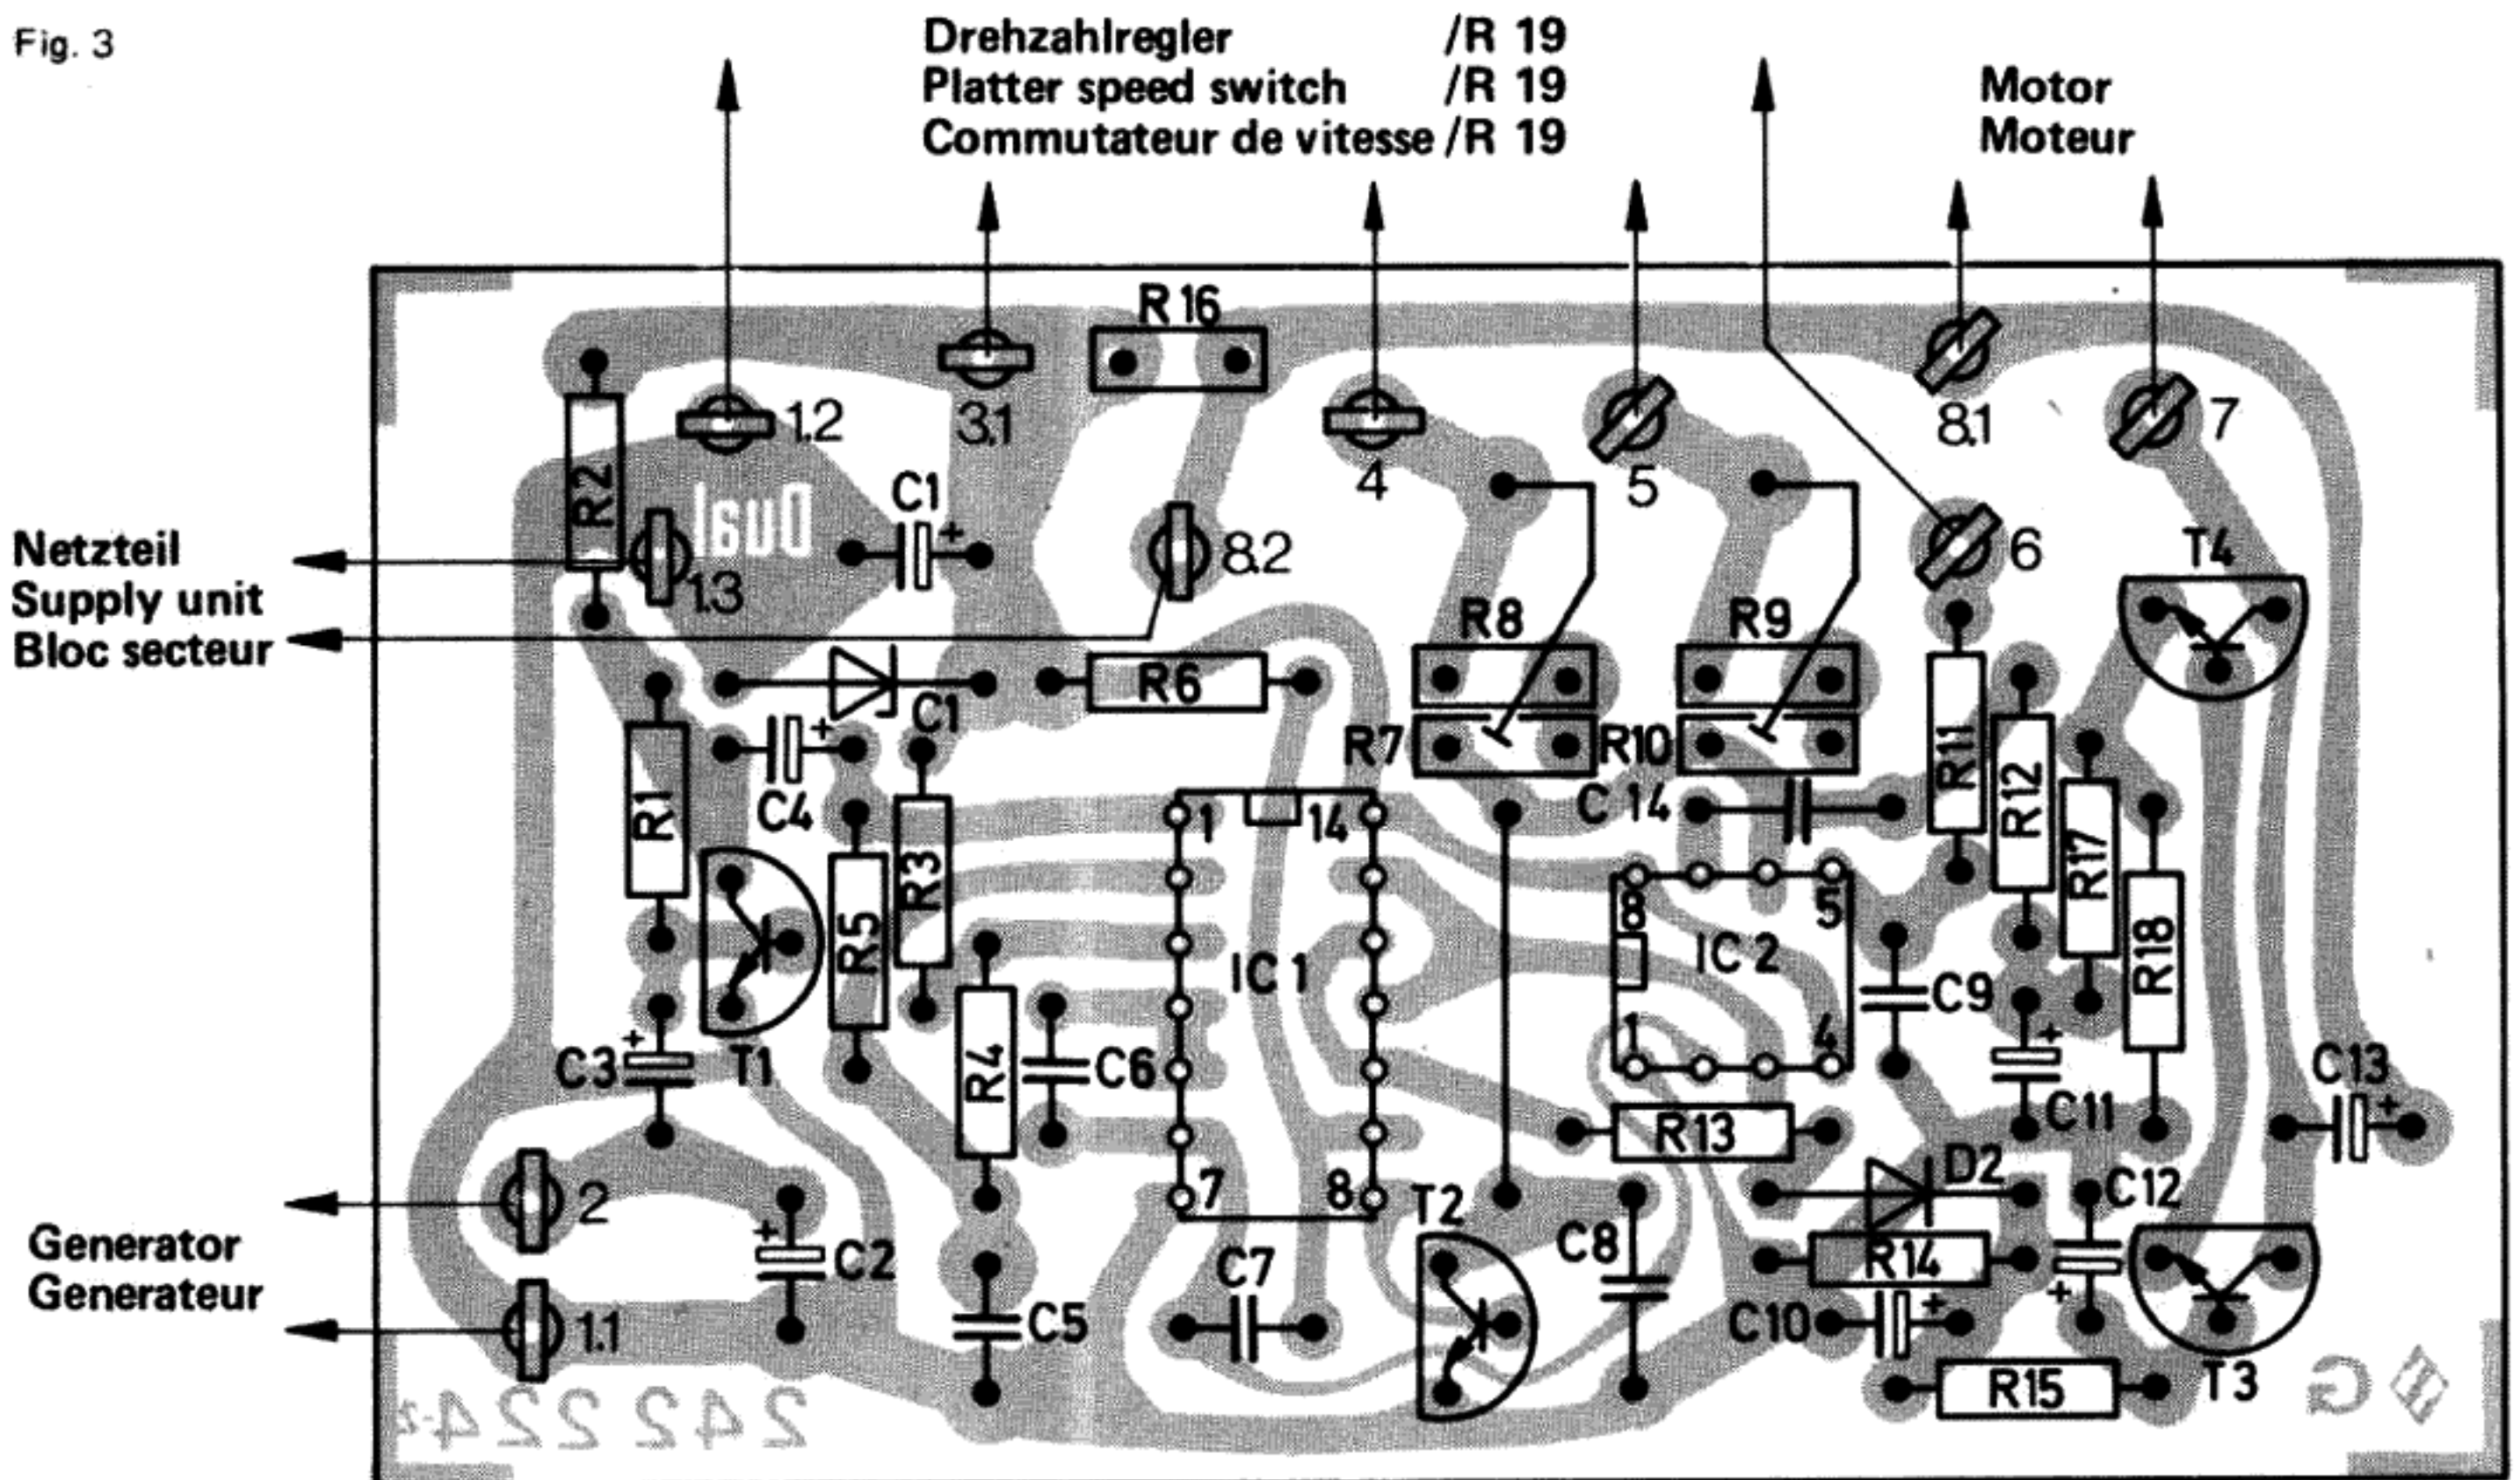 Fig. 3
Drehzahlregler /R 19
Platter speed switch /R 19
Commutateur de vitesse /R 19
Motor
Moteur
R 16
1.2
3.1
4
5
8.1
7
R2
Dual
C1
+
8.2
6
T4
Netzteil
Supply unit
Bloc secteur
1.3
R8
R9
R6
C1
R7
R10
R11
R12
R1
C4
+
R3
1
14
C 14
R17
R5
8
5
R18
IC 1
IC 2
C9
+
C3
T1
R4
C6
1
4
+
C11
C13
+
R13
D2
2
7
8
T2
C12
Generator
Generateur
+
C2
C7
C8
R14
+
1.1
C5
C10
+
R15
T3
242 224-2
G